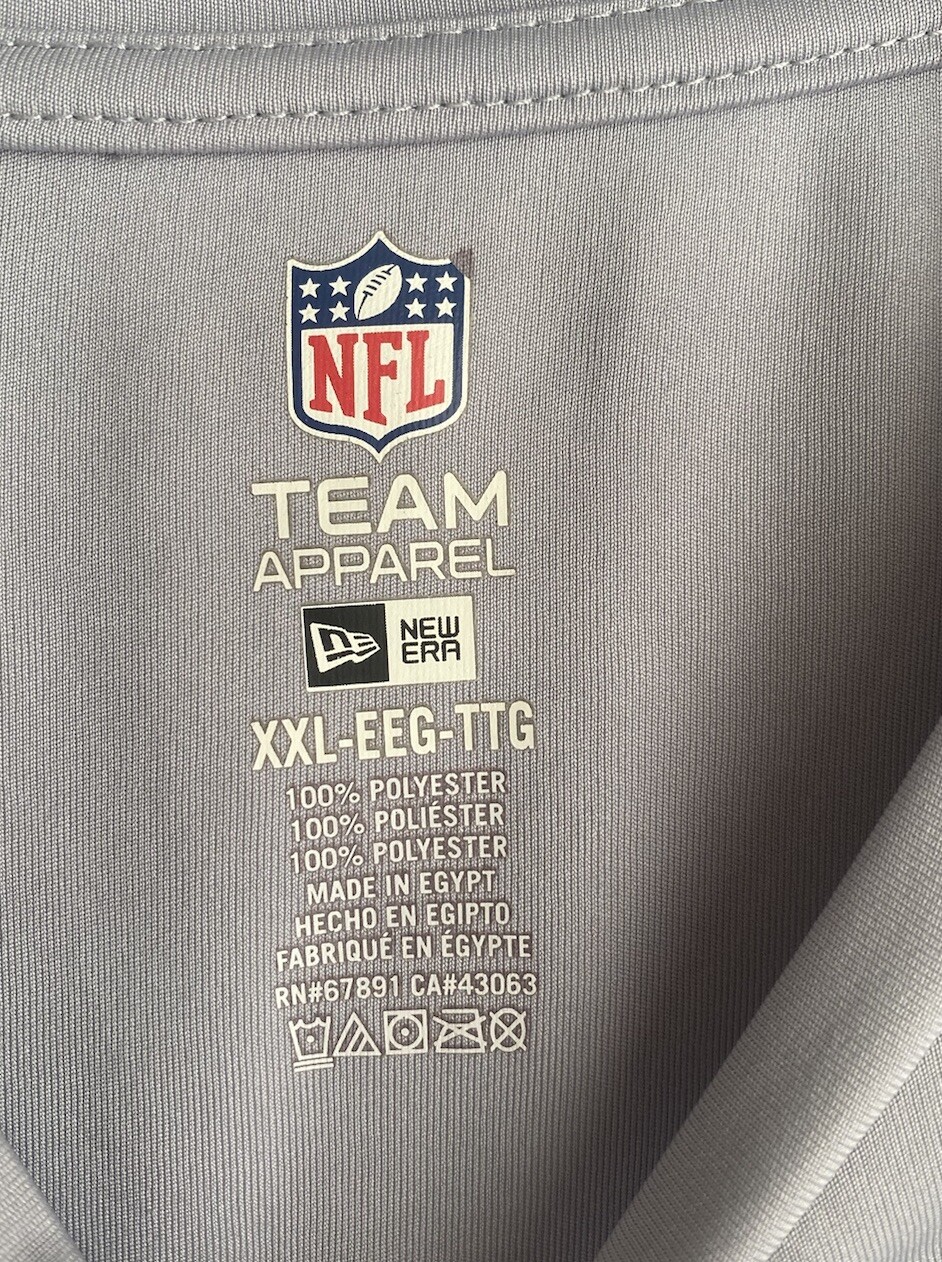 NFL
TEAM
APPAREL
NEW
ERA
XXL-EEG-TTG
100% POLYESTER
100% POLIÉSTER
100% POLYESTER
MADE IN EGYPT
HECHO EN EGIPTO
FABRIQUÉ EN ÉGYPTE
RN#67891 CA#43063